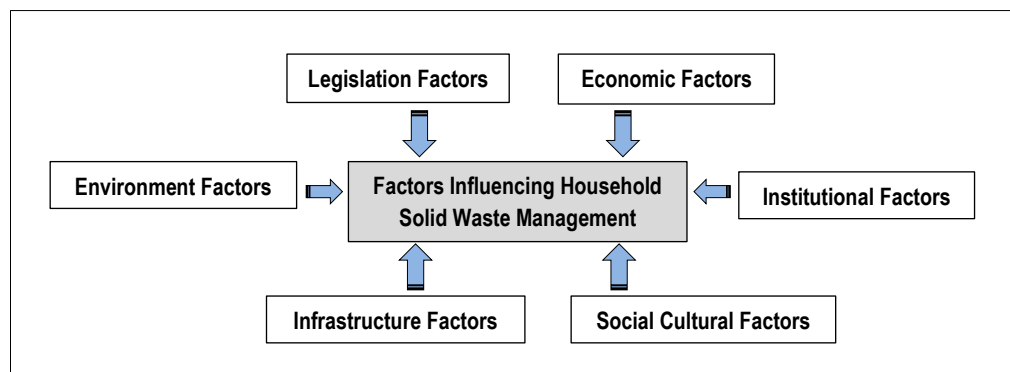 Legislation Factors
Economic Factors
Environment Factors
Factors Influencing Household
Solid Waste Management
Institutional Factors
Infrastructure Factors
Social Cultural Factors